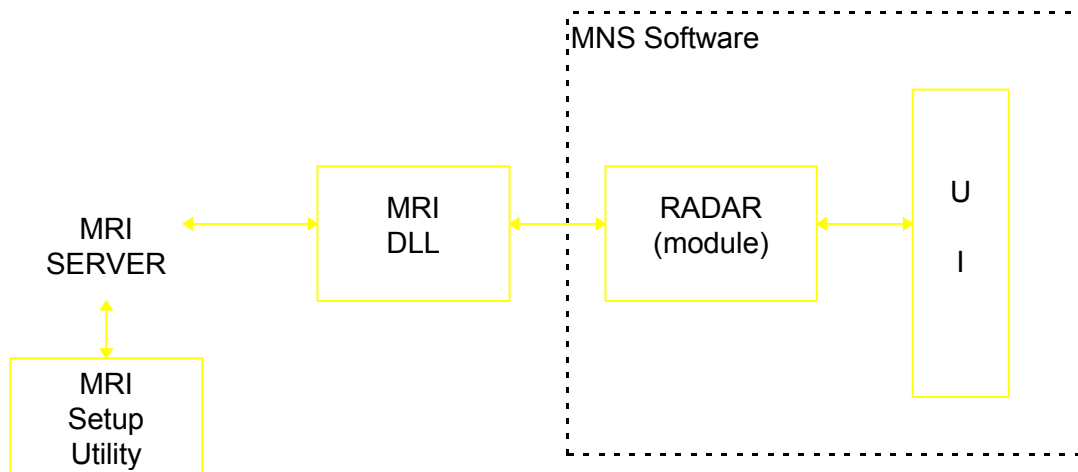 MNS Software
MRI
SERVER
MRI
DLL
RADAR
(module)
U
I
MRI
Setup
Utility